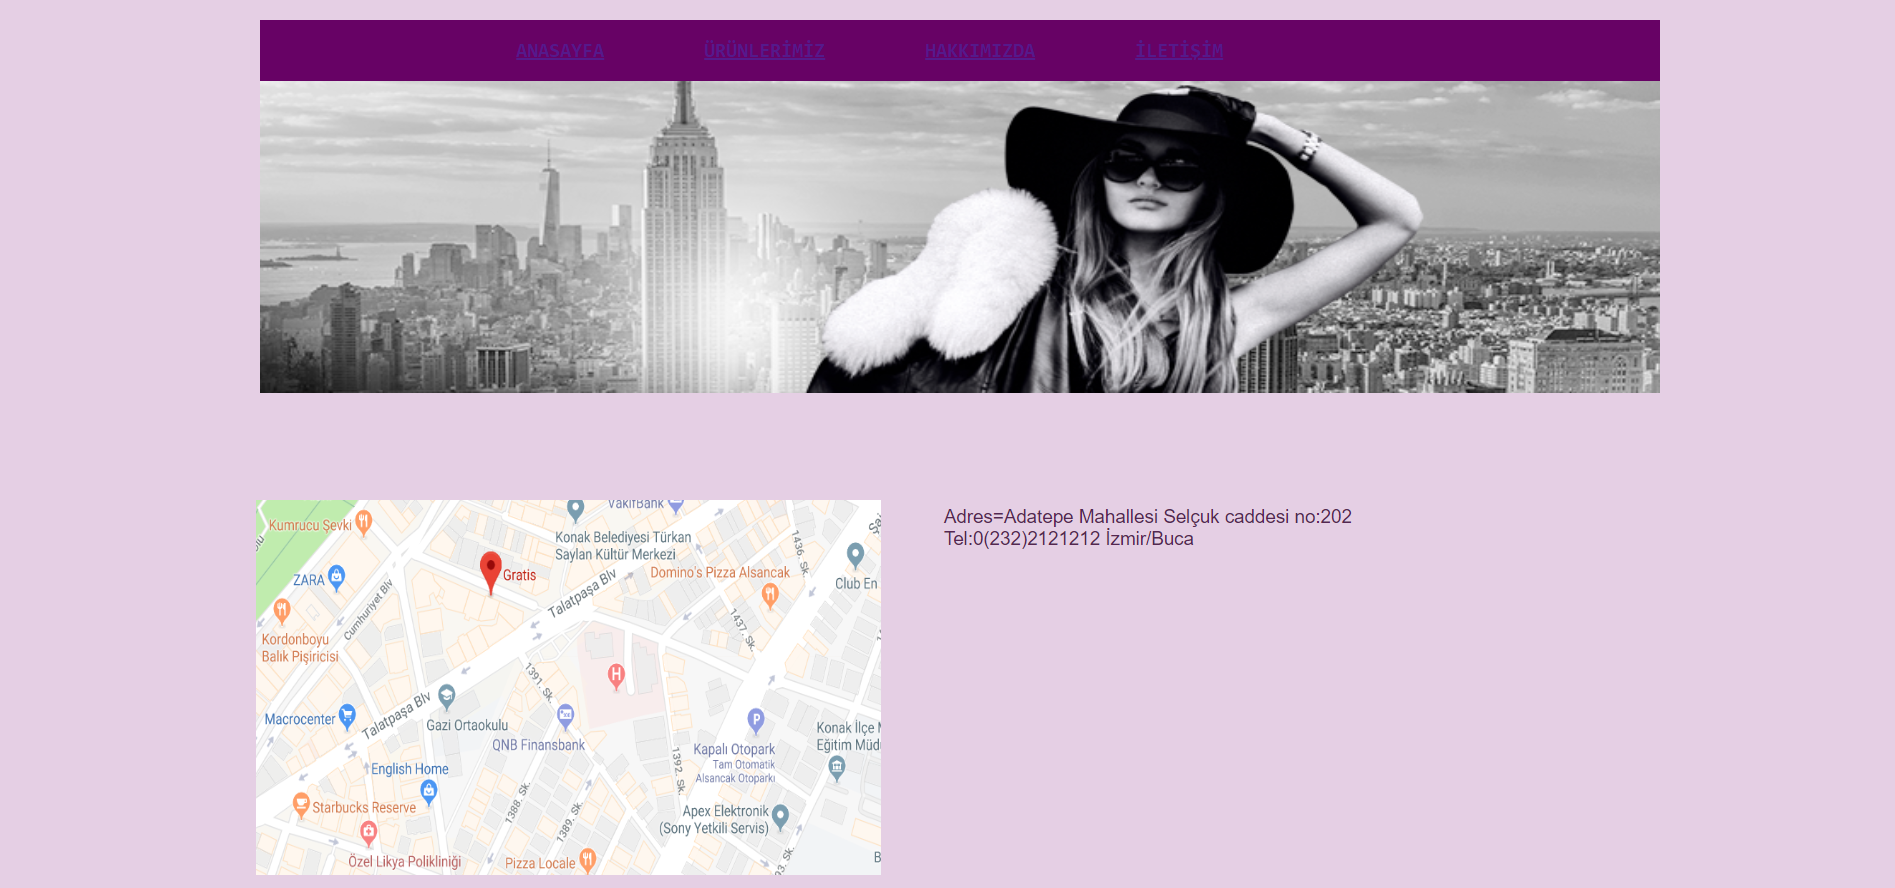 ANASAYFA ÜRÜNLERİMİZ HAKKIMIZDA İLETİŞİM
Adres=Adatepe Mahallesi Selçuk caddesi no:202
Tel:0(232)2121212 İzmir/Buca
VakıfBank
Kumrucu Şevki
Konak Belediyesi Türkan
Saylan Kültür Merkezi
1436. Sk.
ZARA
Gratis
Talatpaşa Blv
Domino's Pizza Alsancak
Club En
Cumhuriyet Blv
Kordonboyu
Balık Pişiricisi
1437. Sk.
1391. Sk.
H
Macrocenter
Talatpaşa Blv
Gazi Ortaokulu
QNB Finansbank
P
Kapalı Otopark
Tam Otomatik
Alsancak Otoparkı
Konak İlçe M
Eğitim Müd
1392. Sk.
English Home
Starbucks Reserve
1388. Sk.
1389. Sk.
Apex Elektronik
(Sony Yetkili Servis)
Özel Likya Polikliniği
Pizza Locale
93. Sk.
B